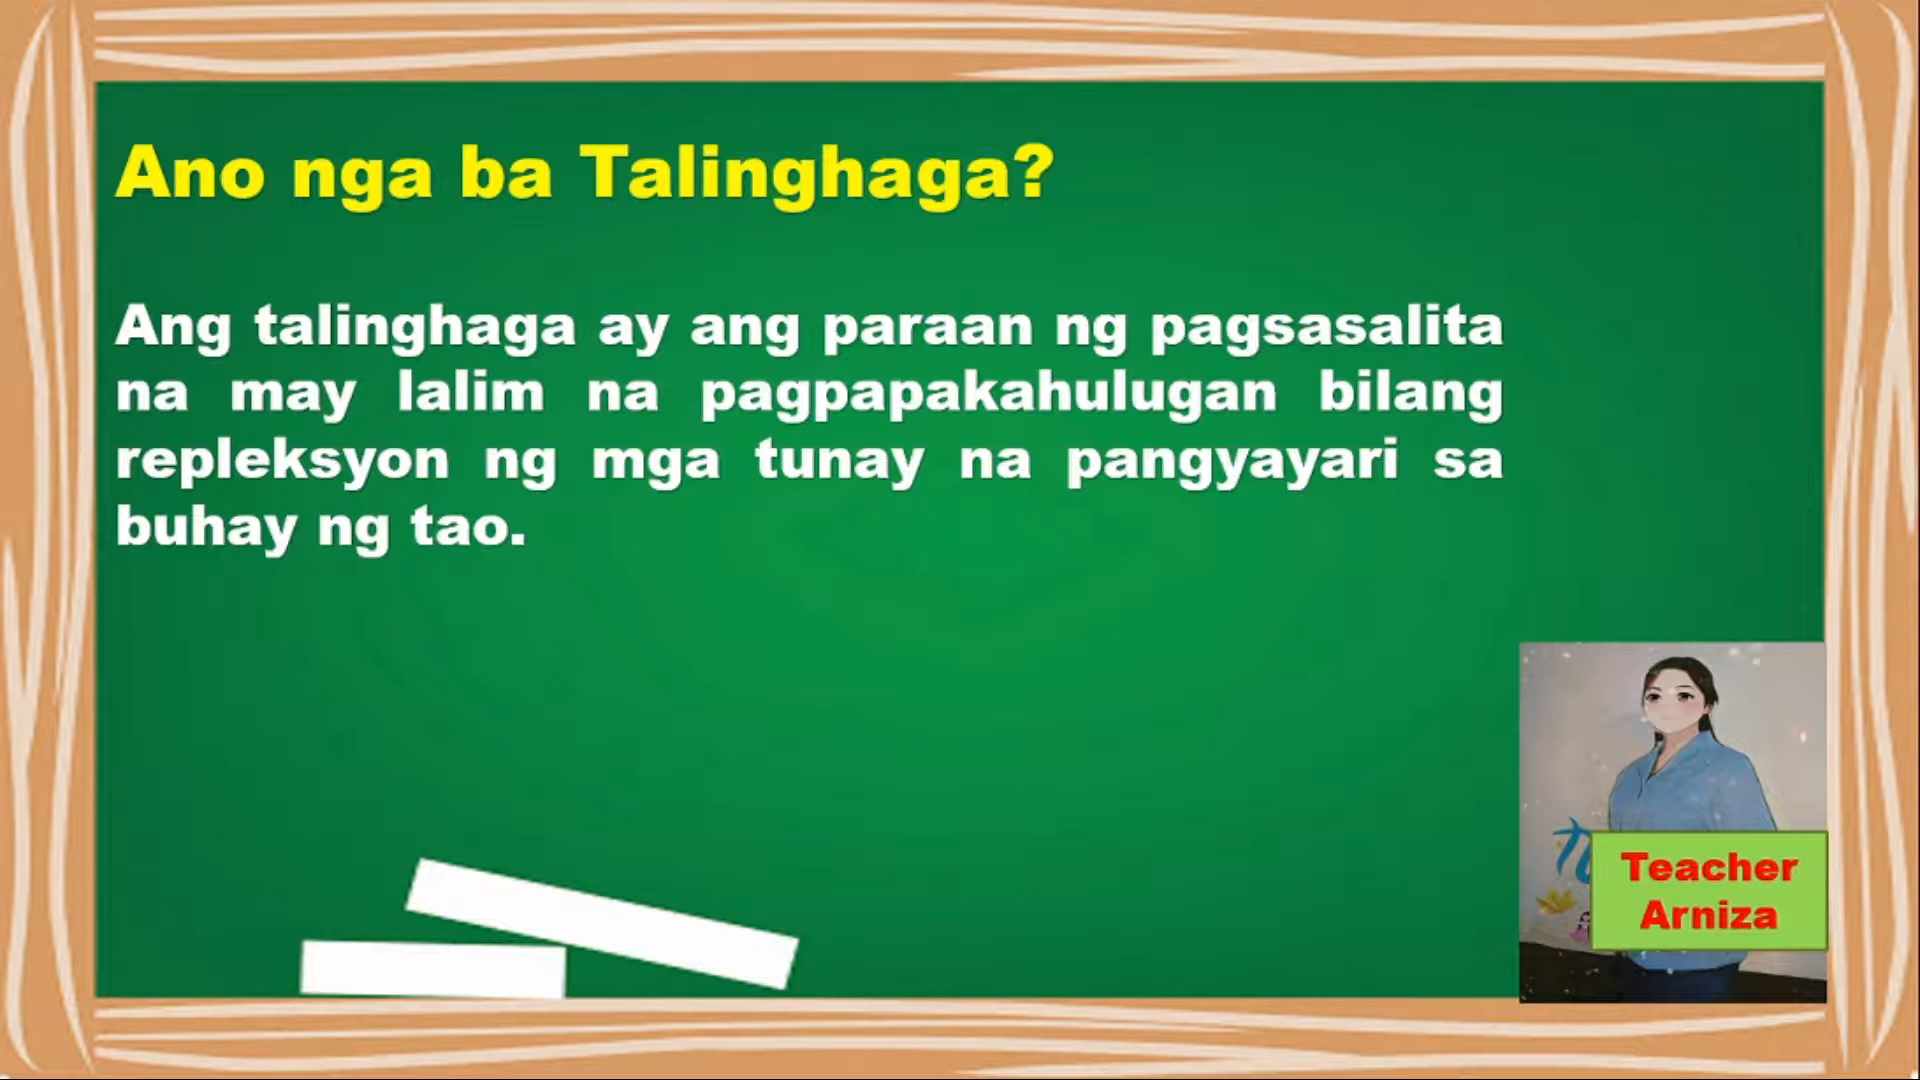 Ano nga ba Talinghaga?
Ang talinghaga ay ang paraan ng pagsasalita
na may lalim na pagpapakahulugan bilang
repleksyon ng mga tunay na pangyayari sa
buhay ng tao.
Teacher
Arniza